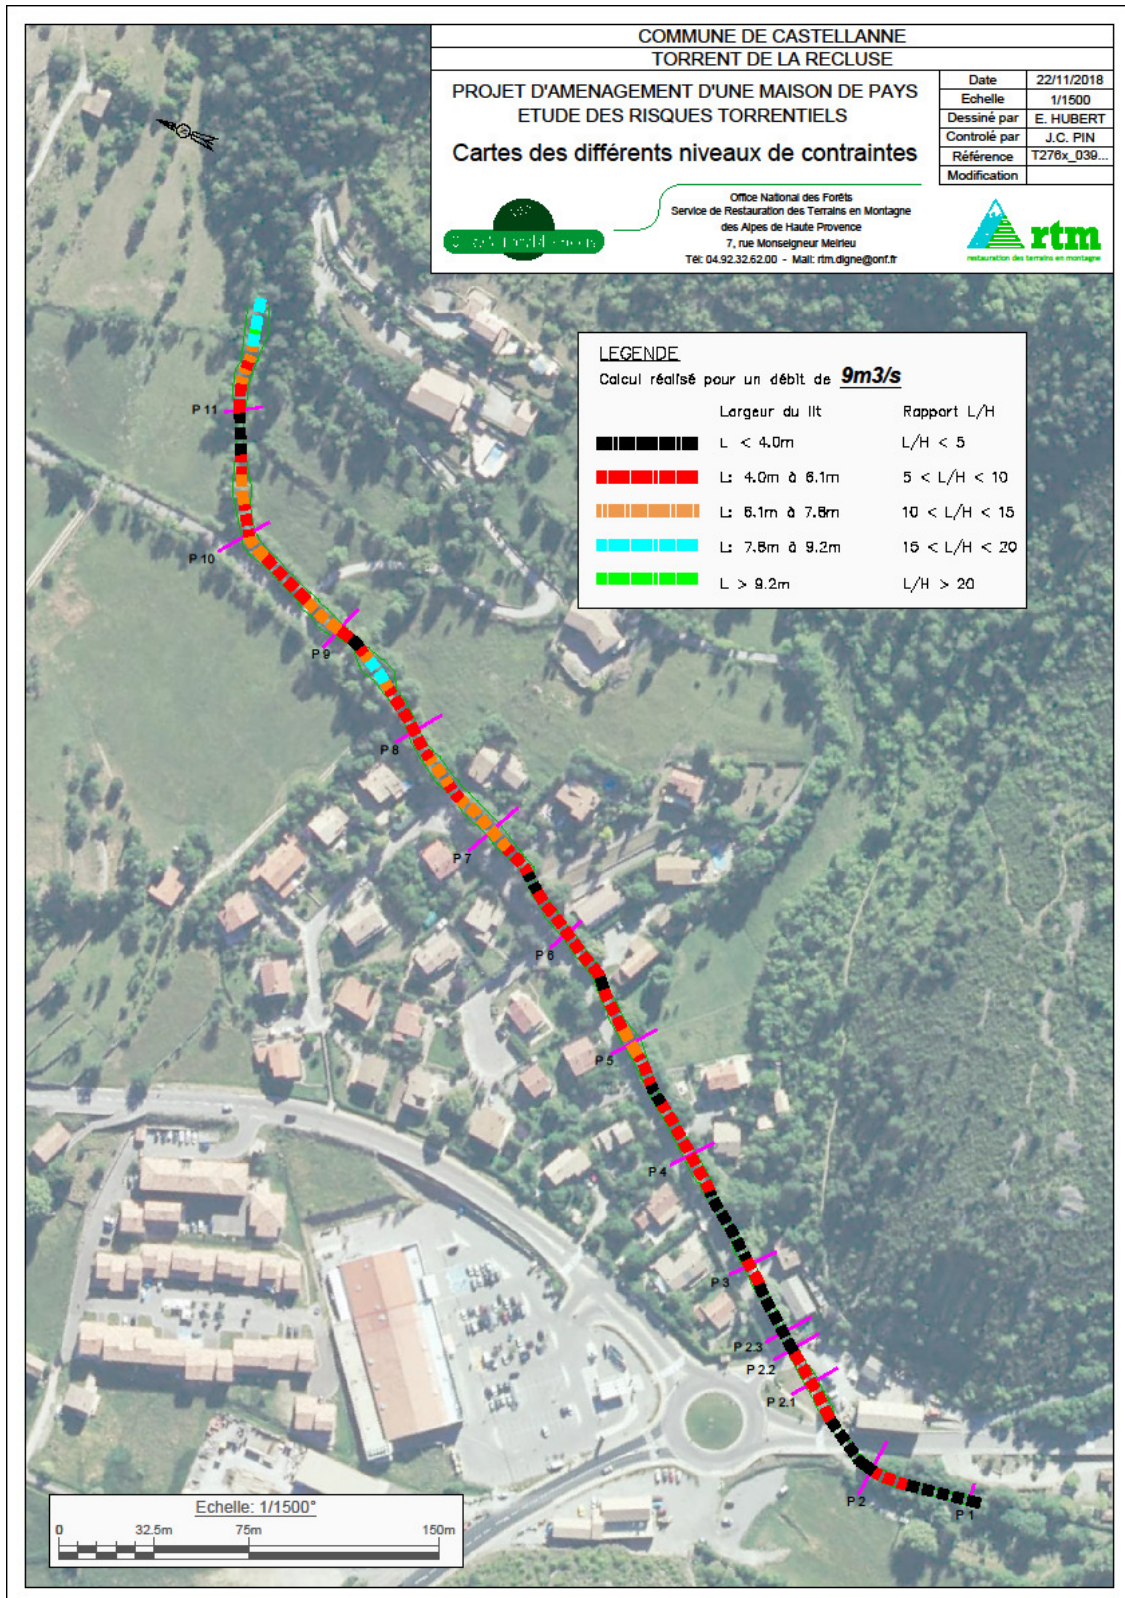 COMMUNE DE CASTELLANNE
TORRENT DE LA RECLUSE
PROJET D'AMENAGEMENT D'UNE MAISON DE PAYS
ETUDE DES RISQUES TORRENTIELS
Cartes des différents niveaux de contraintes
Date 22/11/2018
Echelle 1/1500
Dessiné par E. HUBERT
Controlé par J.C. PIN
Référence T276x_039...
Modification
Office National des Forêts
Service de Restauration des Terrains en Montagne
des Alpes de Haute Provence
7, rue Monseigneur Meirieu
Tél: 04.92.32.62.00 - Mail: rtm.digne@onf.fr
rtm
restauration des terrains en montagne
LEGENDE
Calcul réalisé pour un débit de 9m3/s
Largeur du lit Rapport L/H
L < 4.0m L/H < 5
L: 4.0m à 6.1m 5 < L/H < 10
L: 6.1m à 7.8m 10 < L/H < 15
L: 7.8m à 9.2m 15 < L/H < 20
L > 9.2m L/H > 20
P 11
P 10
P 9
P 8
P 7
P 6
P 5
P 4
P 3
P 2.3
P 2.2
P 2.1
P 2
P 1
Echelle: 1/1500°
0 32.5m 75m 150m